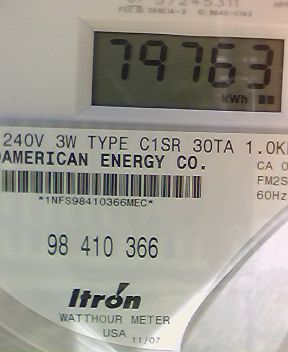 79763
kWh
240V 3W TYPE C1SR 30TA 1.0K
AMERICAN ENERGY CO.
CA
FM2S
60Hz
*1NFS98410366MEC*
98 410 366
Itron
WATTHOUR METER
USA 11/07